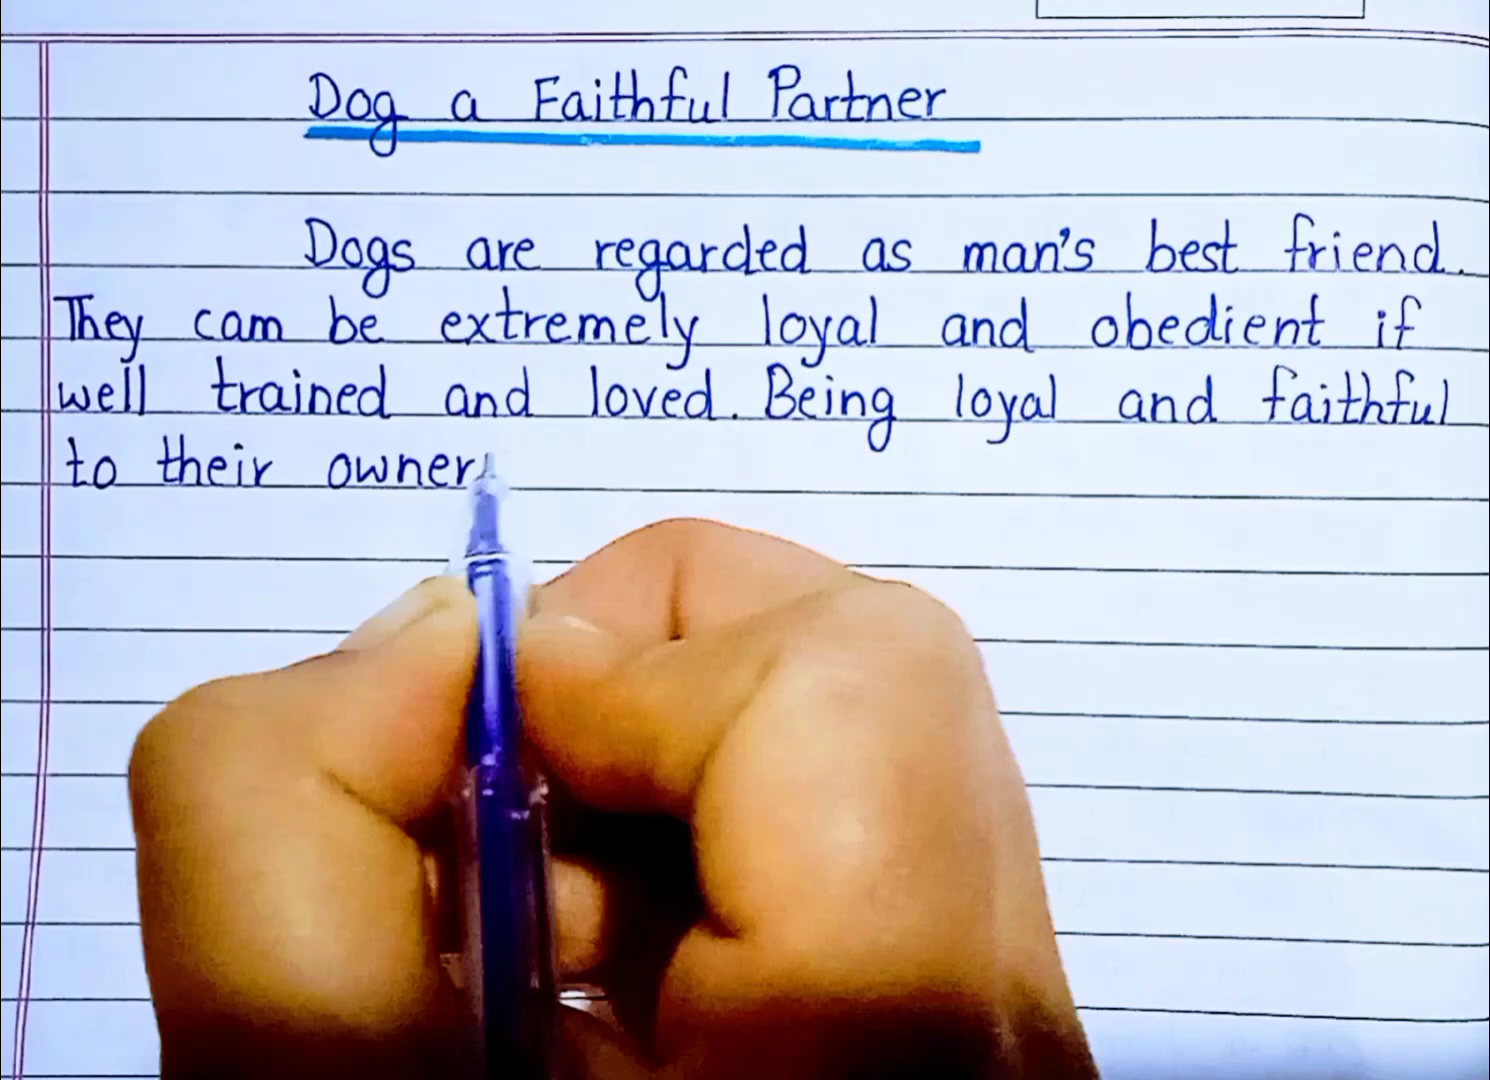 Dog a Faithful Partner
Dogs are regarded as man's best friend.
They can be extremely loyal and obedient if
well trained and loved. Being loyal and faithful
to their owner